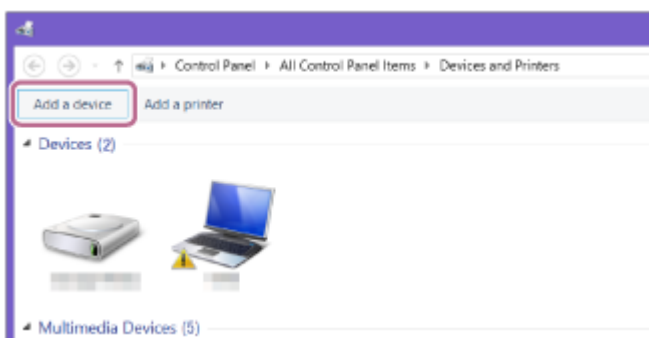 Control Panel ▸ All Control Panel Items ▸ Devices and Printers
Add a device Add a printer
Devices (2)
Multimedia Devices (5)